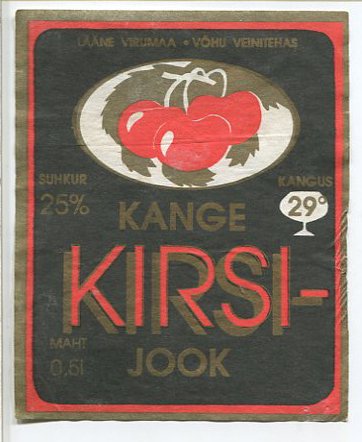 LÄÄNE VIRUMAA • VÕHU VEINITEHAS
SUHKUR
25%
KANGUS
29°
KANGE
KIRSI-
JOOK
MAHT
0,5l